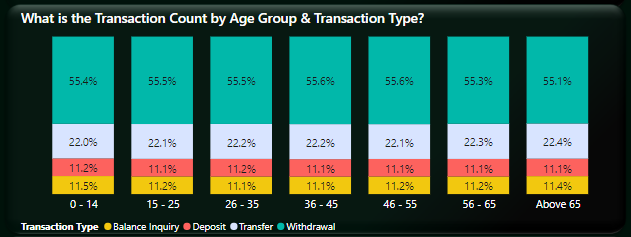 What is the Transaction Count by Age Group & Transaction Type?
55.4% 55.5% 55.5% 55.6% 55.6% 55.3% 55.1%
22.0% 22.1% 22.2% 22.2% 22.1% 22.3% 22.4%
11.2% 11.1% 11.2% 11.1% 11.1% 11.1% 11.1%
11.5% 11.2% 11.1% 11.1% 11.2% 11.2% 11.4%
0 - 14 15 - 25 26 - 35 36 - 45 46 - 55 56 - 65 Above 65
Transaction Type Balance Inquiry Deposit Transfer Withdrawal